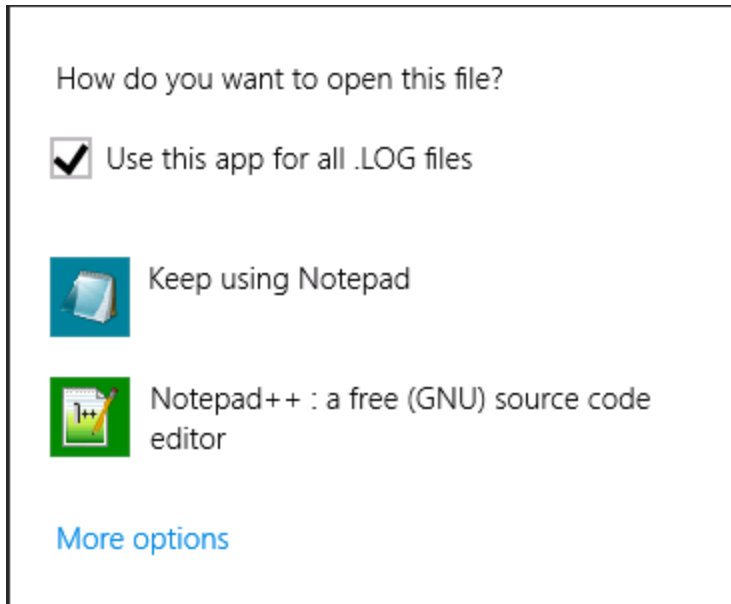 How do you want to open this file?
Use this app for all .LOG files
Keep using Notepad
Notepad++ : a free (GNU) source code
editor
More options